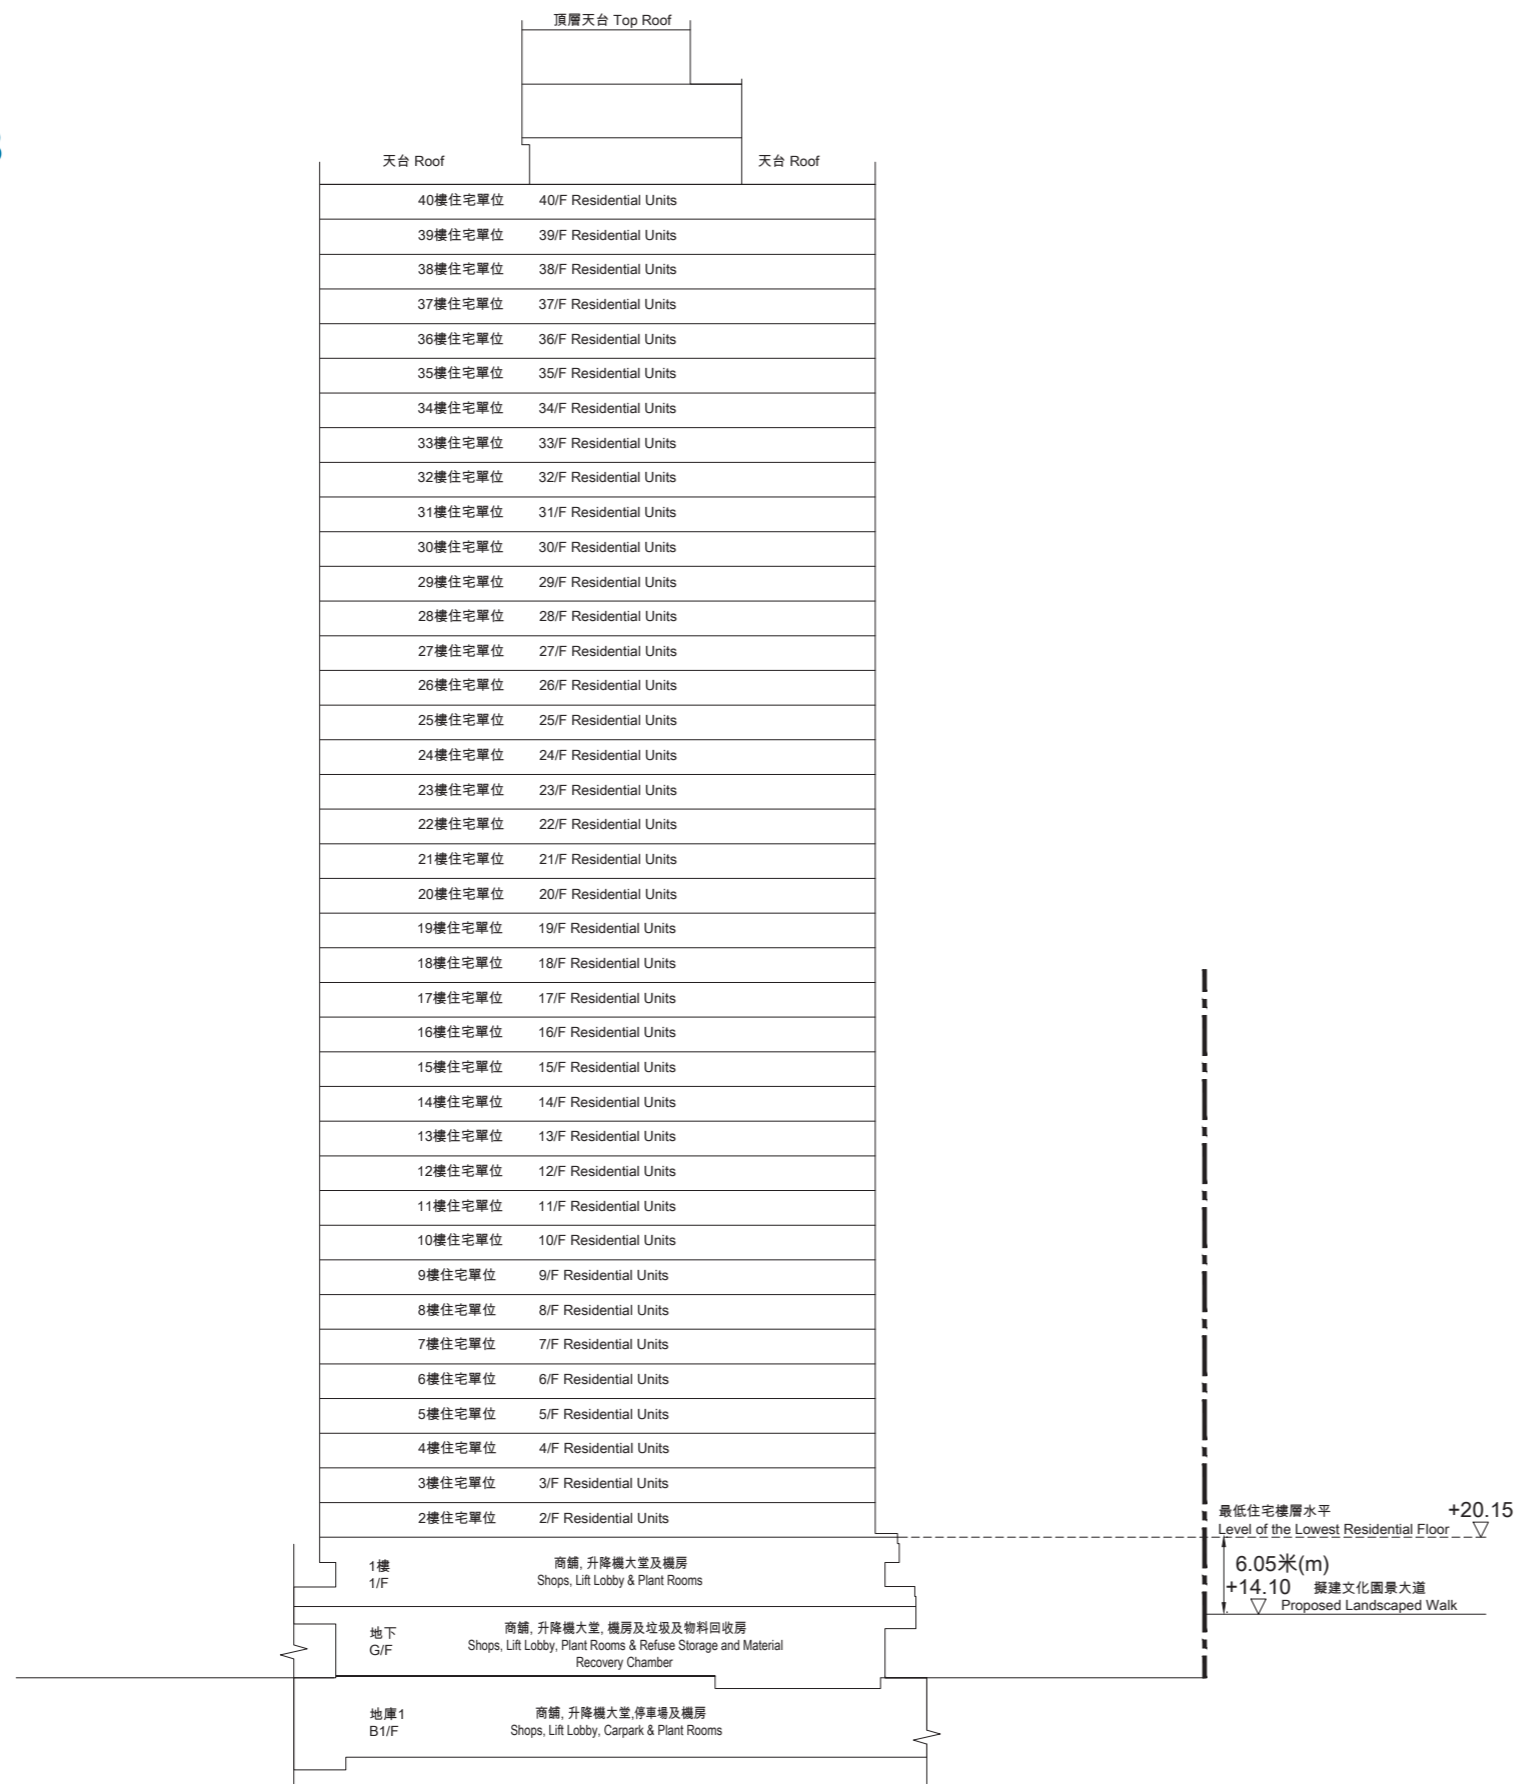 頂層天台 Top Roof
天台 Roof 天台 Roof
40樓住宅單位 40/F Residential Units
39樓住宅單位 39/F Residential Units
38樓住宅單位 38/F Residential Units
37樓住宅單位 37/F Residential Units
36樓住宅單位 36/F Residential Units
35樓住宅單位 35/F Residential Units
34樓住宅單位 34/F Residential Units
33樓住宅單位 33/F Residential Units
32樓住宅單位 32/F Residential Units
31樓住宅單位 31/F Residential Units
30樓住宅單位 30/F Residential Units
29樓住宅單位 29/F Residential Units
28樓住宅單位 28/F Residential Units
27樓住宅單位 27/F Residential Units
26樓住宅單位 26/F Residential Units
25樓住宅單位 25/F Residential Units
24樓住宅單位 24/F Residential Units
23樓住宅單位 23/F Residential Units
22樓住宅單位 22/F Residential Units
21樓住宅單位 21/F Residential Units
20樓住宅單位 20/F Residential Units
19樓住宅單位 19/F Residential Units
18樓住宅單位 18/F Residential Units
17樓住宅單位 17/F Residential Units
16樓住宅單位 16/F Residential Units
15樓住宅單位 15/F Residential Units
14樓住宅單位 14/F Residential Units
13樓住宅單位 13/F Residential Units
12樓住宅單位 12/F Residential Units
11樓住宅單位 11/F Residential Units
10樓住宅單位 10/F Residential Units
9樓住宅單位 9/F Residential Units
8樓住宅單位 8/F Residential Units
7樓住宅單位 7/F Residential Units
6樓住宅單位 6/F Residential Units
5樓住宅單位 5/F Residential Units
4樓住宅單位 4/F Residential Units
3樓住宅單位 3/F Residential Units
2樓住宅單位 2/F Residential Units
最低住宅樓層水平 +20.15
Level of the Lowest Residential Floor
6.05米(m)
+14.10 擬建文化園景大道
Proposed Landscaped Walk
1樓 商舖, 升降機大堂及機房
1/F Shops, Lift Lobby & Plant Rooms
地下 商舖, 升降機大堂, 機房及垃圾及物料回收房
G/F Shops, Lift Lobby, Plant Rooms & Refuse Storage and Material
Recovery Chamber
地庫1 商舖, 升降機大堂,停車場及機房
B1/F Shops, Lift Lobby, Carpark & Plant Rooms